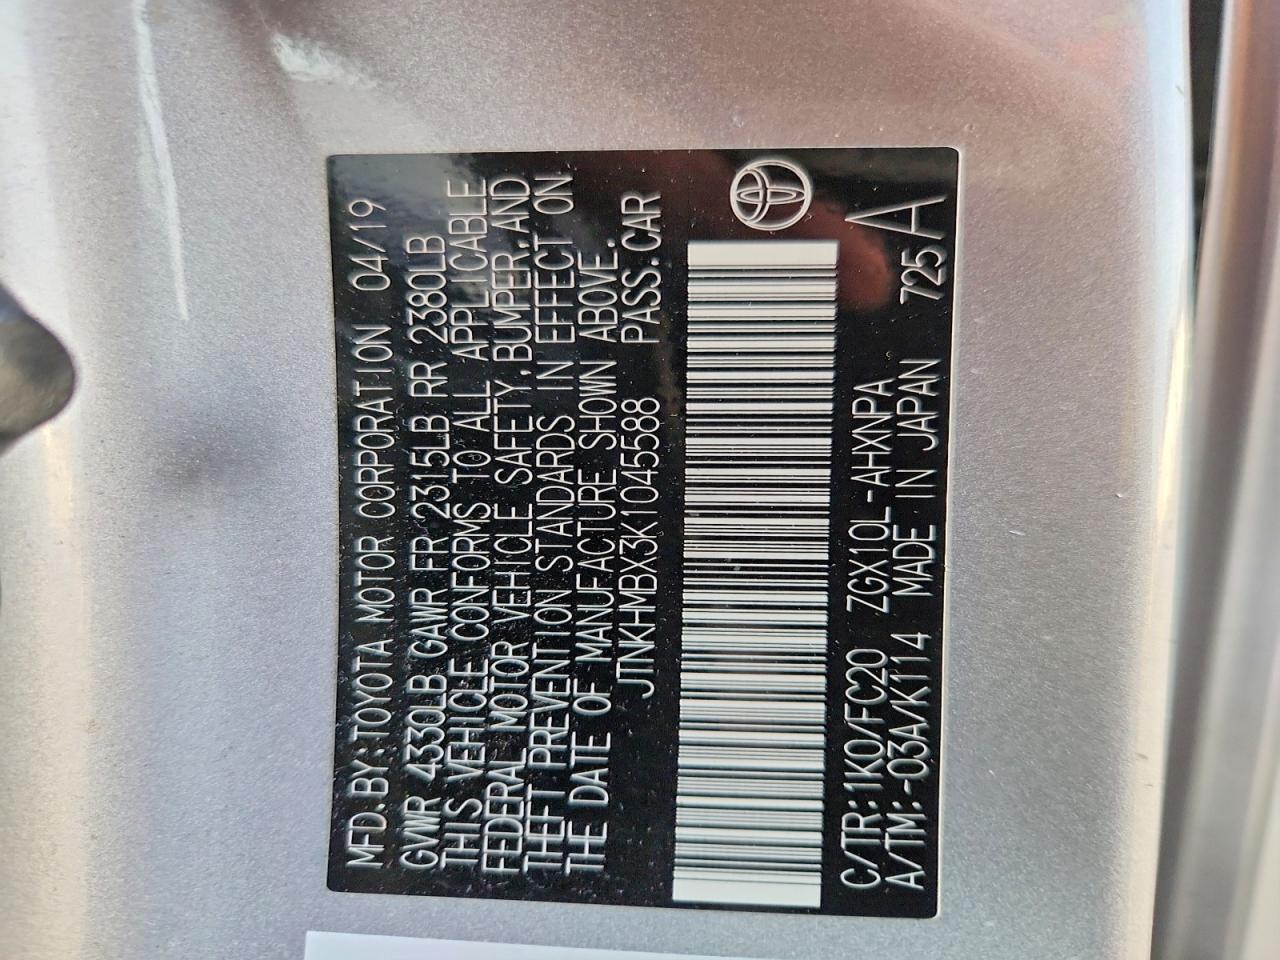 MFD.BY:TOYOTA MOTOR CORPORATION 04/19
GVWR 4330LB GAWR FR 2315LB RR 2380LB
THIS VEHICLE CONFORMS TO ALL APPLICABLE
FEDERAL MOTOR VEHICLE SAFETY,BUMPER,AND
THEFT PREVENTION STANDARDS IN EFFECT ON
THE DATE OF MANUFACTURE SHOWN ABOVE.
JTNKHMBX3K1045588 PASS.CAR
C/TR:1K0/FC20 ZGX10L-AHXNPA
A/TM:-03A/K114 MADE IN JAPAN 725 A